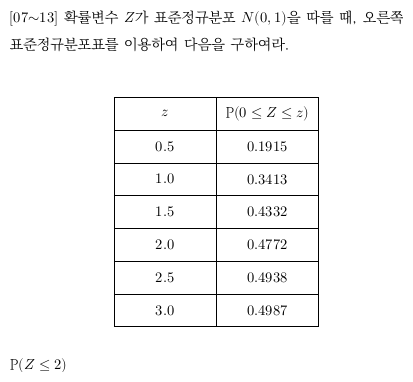 [07~13] 확률변수 Z가 표준정규분포 N(0, 1)을 따를 때, 오른쪽
표준정규분포표를 이용하여 다음을 구하여라.
z P(0 ≤ Z ≤ z)
0.5 0.1915
1.0 0.3413
1.5 0.4332
2.0 0.4772
2.5 0.4938
3.0 0.4987
P(Z ≤ 2)